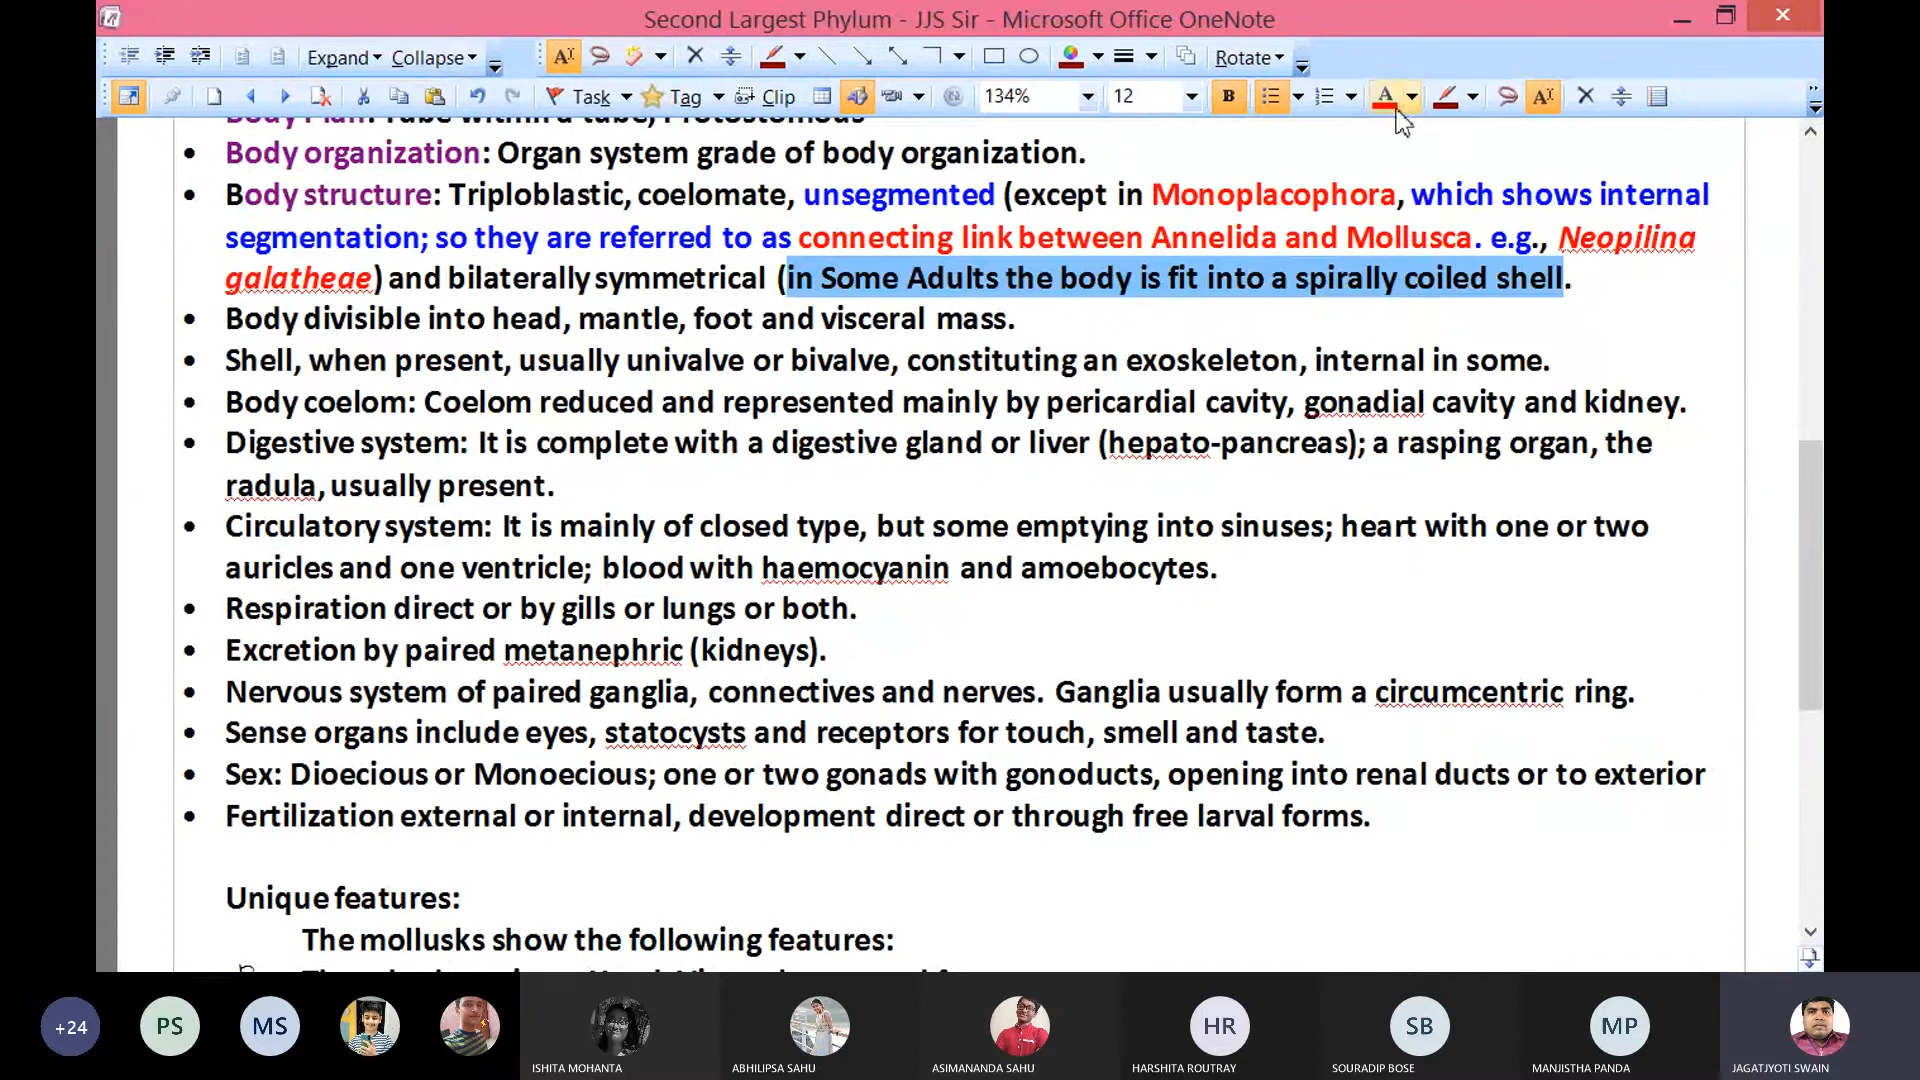 Second Largest Phylum - JJS Sir - Microsoft Office OneNote
Expand Collapse Rotate
Task Tag Clip 134% 12 B A
Body Plan: Tube within a tube, Protostomous
• Body organization: Organ system grade of body organization.
• Body structure: Triploblastic, coelomate, unsegmented (except in Monoplacophora, which shows internal
segmentation; so they are referred to as connecting link between Annelida and Mollusca. e.g., Neopilina
galatheae) and bilaterally symmetrical (in Some Adults the body is fit into a spirally coiled shell.
• Body divisible into head, mantle, foot and visceral mass.
• Shell, when present, usually univalve or bivalve, constituting an exoskeleton, internal in some.
• Body coelom: Coelom reduced and represented mainly by pericardial cavity, gonadial cavity and kidney.
• Digestive system: It is complete with a digestive gland or liver (hepato-pancreas); a rasping organ, the
radula, usually present.
• Circulatory system: It is mainly of closed type, but some emptying into sinuses; heart with one or two
auricles and one ventricle; blood with haemocyanin and amoebocytes.
• Respiration direct or by gills or lungs or both.
• Excretion by paired metanephric (kidneys).
• Nervous system of paired ganglia, connectives and nerves. Ganglia usually form a circumcentric ring.
• Sense organs include eyes, statocysts and receptors for touch, smell and taste.
• Sex: Dioecious or Monoecious; one or two gonads with gonoducts, opening into renal ducts or to exterior
• Fertilization external or internal, development direct or through free larval forms.
Unique features:
The mollusks show the following features:
+24 PS MS HR SB MP
ISHITA MOHANTA ABHILIPSA SAHU ASIMANANDA SAHU HARSHITA ROUTRAY SOURADIP BOSE MANJISTHA PANDA JAGATJYOTI SWAIN